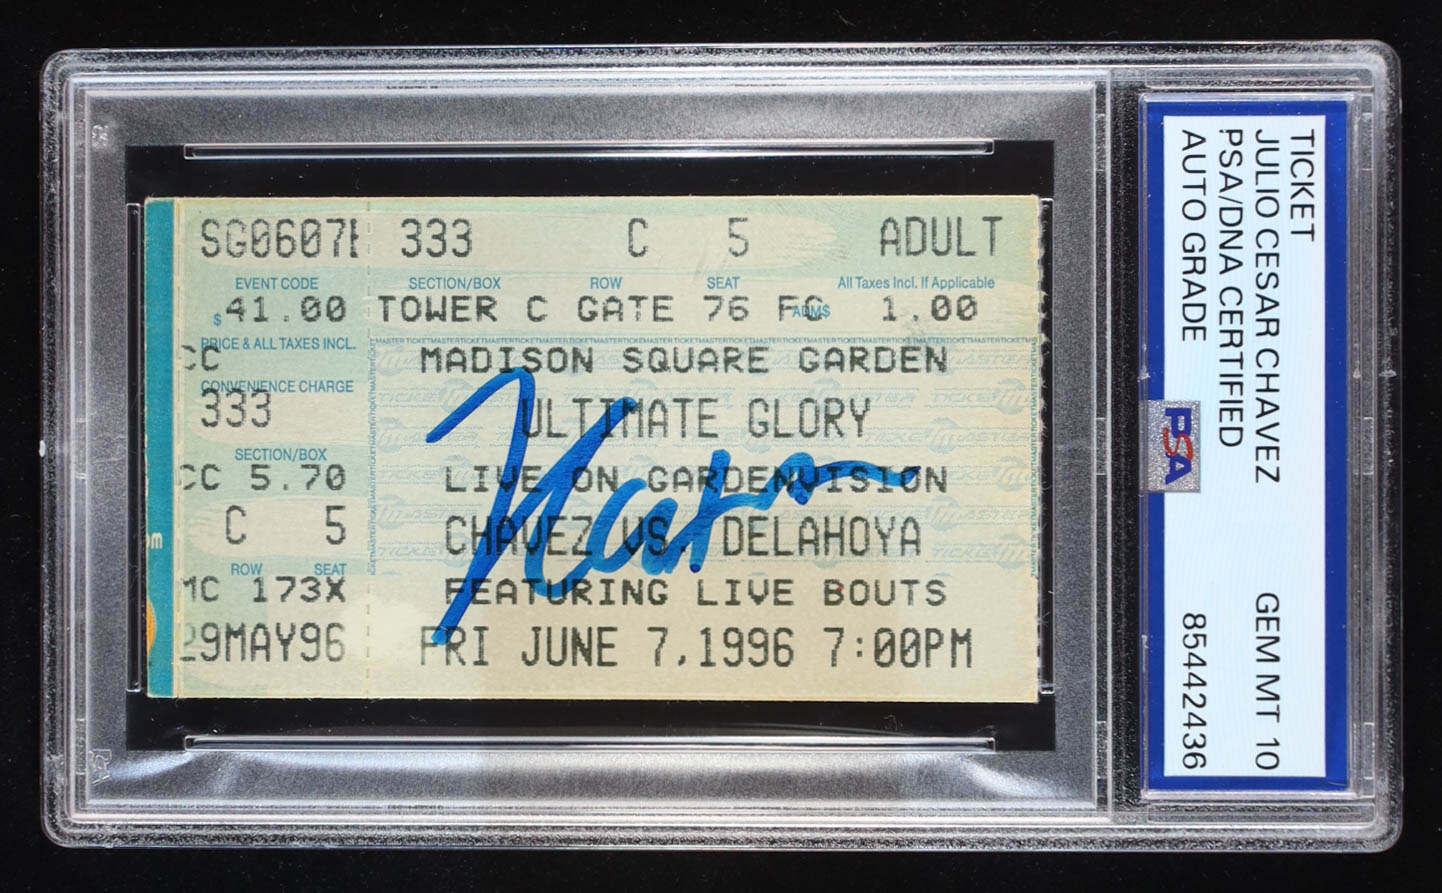 SG0607 333 C 5 ADULT
EVENT CODE SECTION/BOX ROW SEAT All Taxes Incl. If Applicable
$ 41.00 TOWER C GATE 76 FC ADM$ 1.00
PRICE & ALL TAXES INCL.
CC MADISON SQUARE GARDEN
CONVENIENCE CHARGE
333 ULTIMATE GLORY
SECTION/BOX
CC 5.70 LIVE ON GARDENVISION
C 5 CHAVEZ VS. DELAHOYA
ROW SEAT
MC 173X FEATURING LIVE BOUTS
29MAY96 FRI JUNE 7,1996 7:00PM
TICKET
JULIO CESAR CHAVEZ GEM MT 10
PSA/DNA CERTIFIED
AUTO GRADE 85442436
PSA